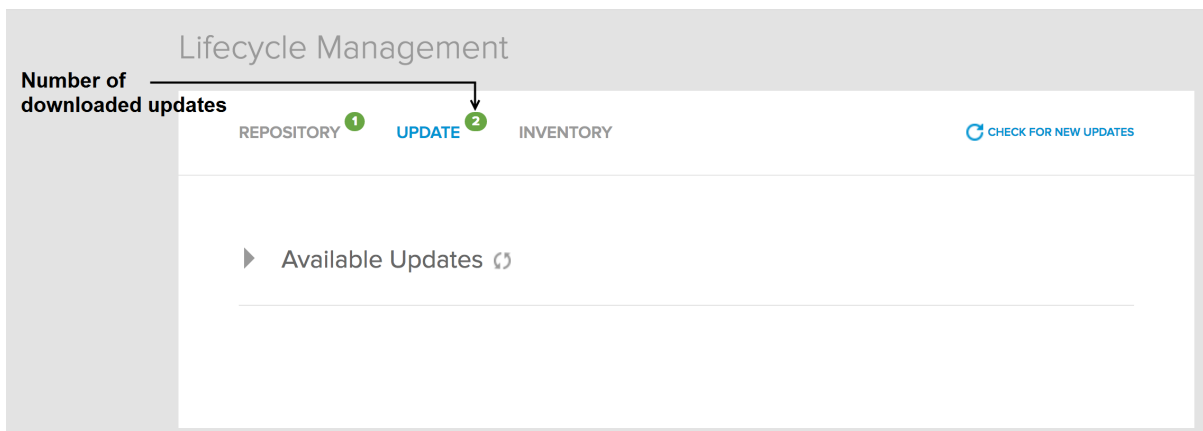 Lifecycle Management
Number of
downloaded updates
REPOSITORY 1 UPDATE 2 INVENTORY CHECK FOR NEW UPDATES
Available Updates